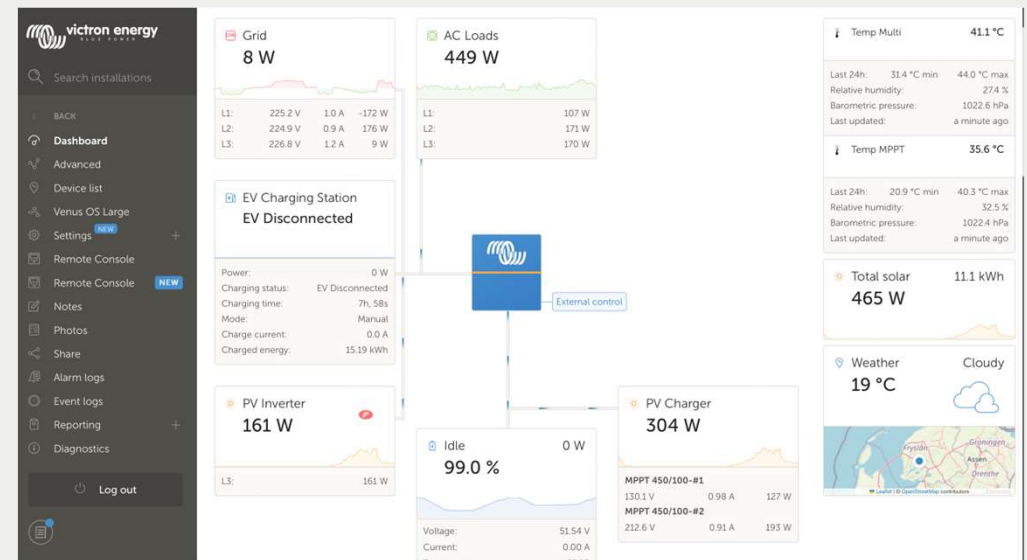 victron energy
BLUE POWER
Search installations
BACK
Dashboard
Advanced
Device list
Venus OS Large
Settings NEW +
Remote Console
Remote Console NEW
Notes
Photos
Share
Alarm logs
Event logs
Reporting +
Diagnostics
Log out
Grid
8 W
L1: 225.2 V 1.0 A -172 W
L2: 224.9 V 0.9 A 176 W
L3: 226.8 V 1.2 A 9 W
AC Loads
449 W
L1: 107 W
L2: 171 W
L3: 170 W
EV Charging Station
EV Disconnected
Power: 0 W
Charging status: EV Disconnected
Charging time: 7h, 58s
Mode: Manual
Charge current: 0.0 A
Charged energy: 15.19 kWh
External control
PV Inverter
161 W
L3: 161 W
Idle 0 W
99.0 %
Voltage: 51.54 V
Current: 0.00 A
PV Charger
304 W
MPPT 450/100-#1
130.1 V 0.98 A 127 W
MPPT 450/100-#2
212.6 V 0.91 A 193 W
Temp Multi 41.1 °C
Last 24h: 31.4 °C min 44.0 °C max
Relative humidity: 27.4 %
Barometric pressure: 1022.6 hPa
Last updated: a minute ago
Temp MPPT 35.6 °C
Last 24h: 20.9 °C min 40.3 °C max
Relative humidity: 32.5 %
Barometric pressure: 1022.4 hPa
Last updated: a minute ago
Total solar 11.1 kWh
465 W
Weather Cloudy
19 °C
Groningen
Fryslân
Assen
Drenthe
Leaflet | © OpenStreetMap contributors